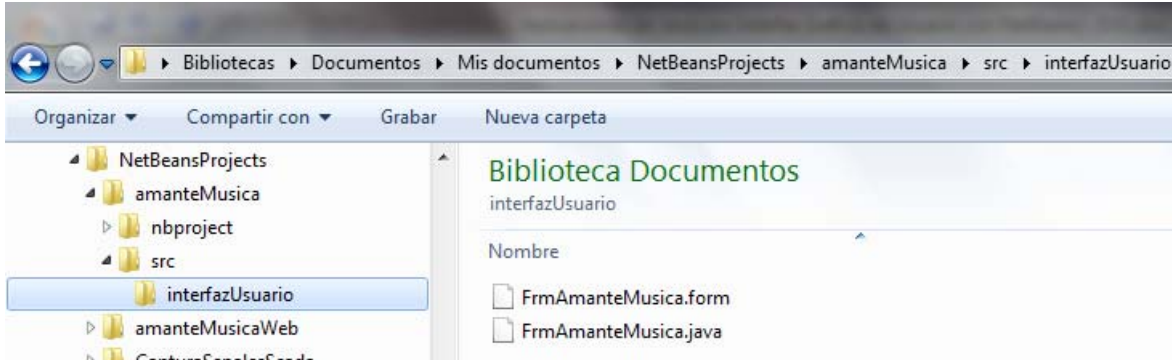 Bibliotecas Documentos Mis documentos NetBeansProjects amanteMusica src interfazUsuario
Organizar Compartir con Grabar Nueva carpeta
NetBeansProjects
amanteMusica
nbproject
src
interfazUsuario
amanteMusicaWeb
Biblioteca Documentos
interfazUsuario
Nombre
FrmAmanteMusica.form
FrmAmanteMusica.java